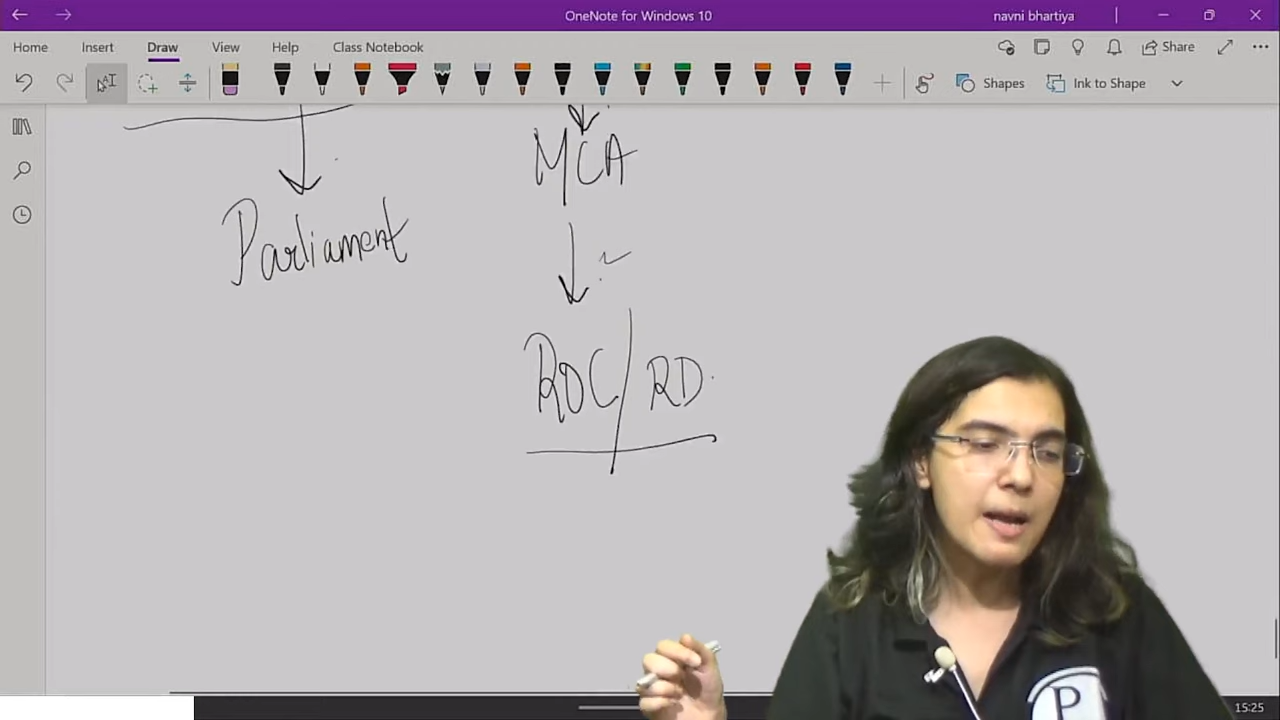 OneNote for Windows 10
navni bhartiya
Home Insert Draw View Help Class Notebook
Share
Shapes
Ink to Shape
MCA
Parliament
ROC/RD
P
15:25